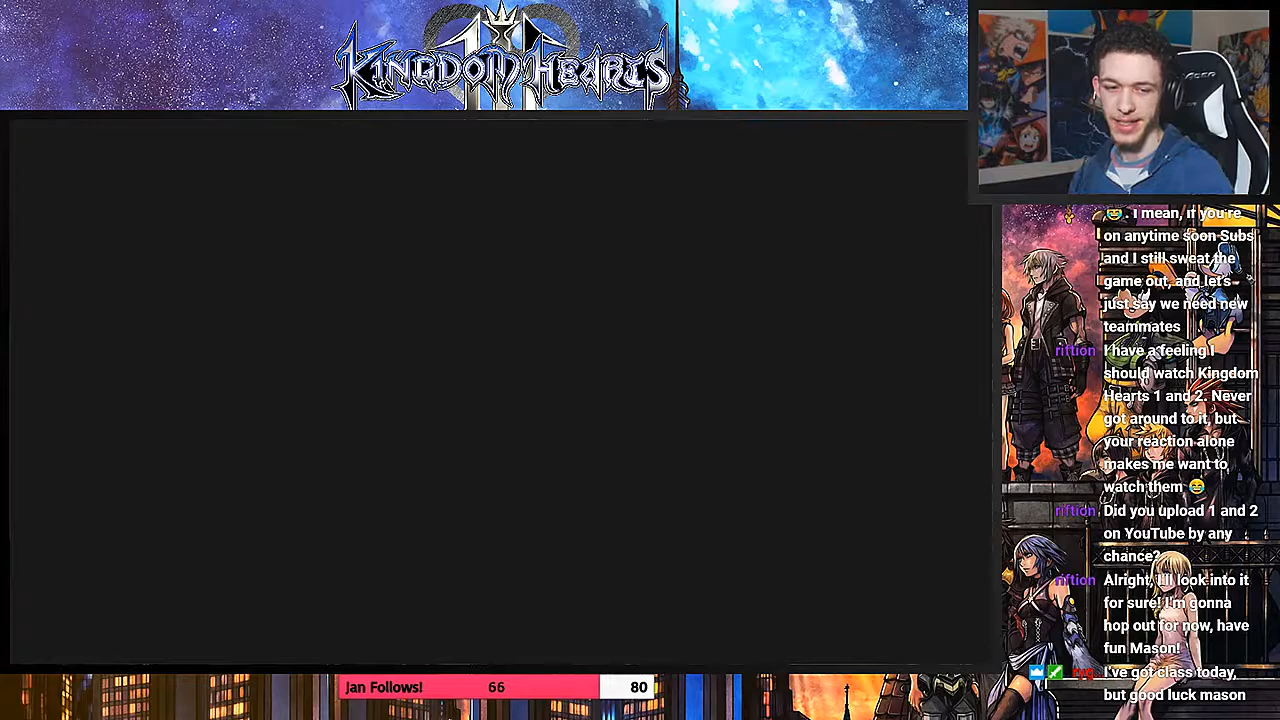 KINGDOM HEARTS
III
😂. I mean, if you're
on anytime soon Subs
and I still sweat the
game out, and let's
just say we need new
teammates
riftion I have a feeling I
should watch Kingdom
Hearts 1 and 2. Never
got around to it, but
your reaction alone
makes me want to
watch them 😂
riftion Did you upload 1 and 2
on YouTube by any
chance?
riftion Alright, I'll look into it
for sure! I'm gonna
hop out for now, have
fun Mason!
I've got class today,
but good luck mason
Jan Follows! 66 80